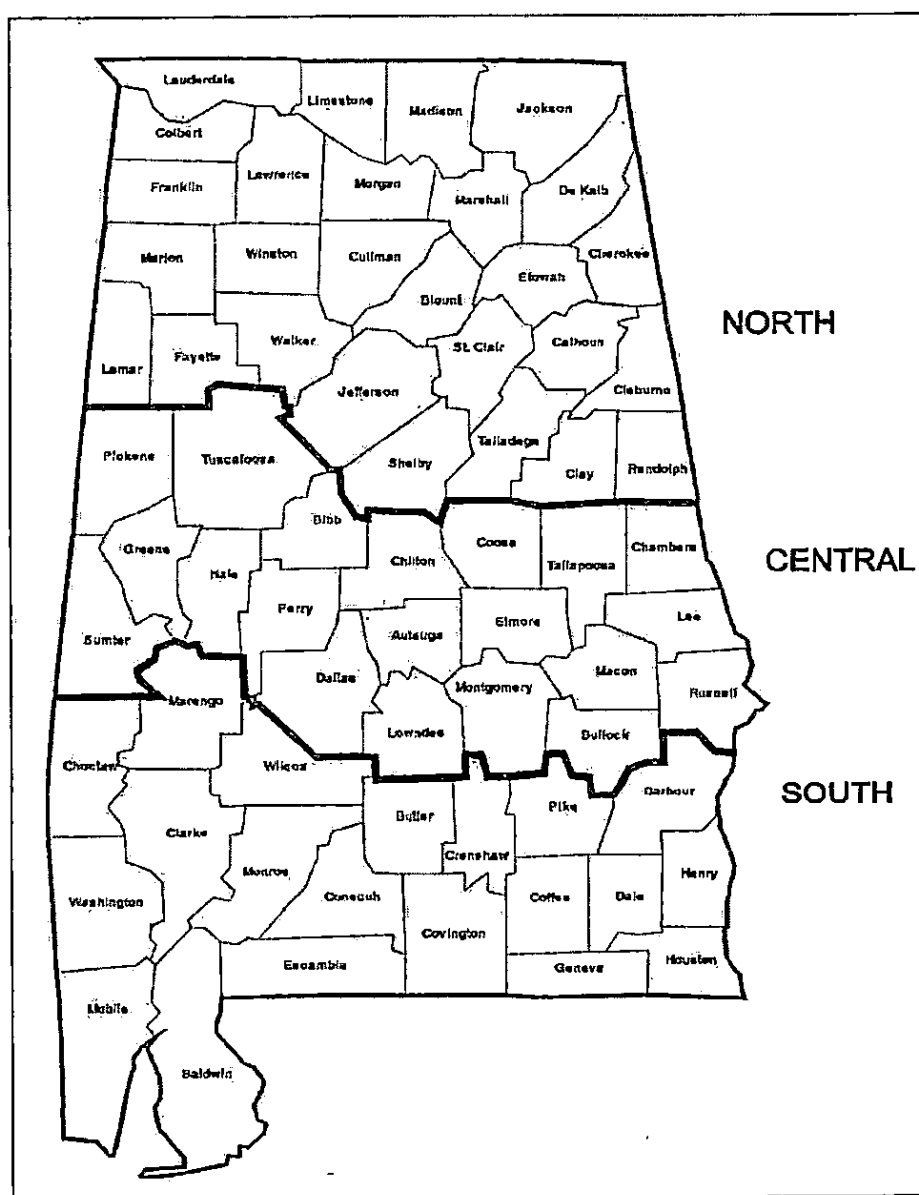 Lauderdale
Limestone
Madison
Jackson
Colbert
Lawrence
Franklin
Morgan
Marshall
De Kalb
Cherokee
Marion
Winston
Cullman
Etowah
Blount
NORTH
Walker
St. Clair
Calhoun
Lamar
Fayette
Jefferson
Cleburne
Talladega
Pickens
Tuscaloosa
Shelby
Clay
Randolph
Bibb
Greene
Hale
Chilton
Coosa
Tallapoosa
Chambers
CENTRAL
Perry
Autauga
Elmore
Lee
Sumter
Dallas
Montgomery
Macon
Russell
Marengo
Lowndes
Bullock
Choctaw
Wilcox
SOUTH
Butler
Pike
Barbour
Clarke
Crenshaw
Monroe
Henry
Washington
Conecuh
Coffee
Dale
Covington
Escambia
Geneva
Houston
Mobile
Baldwin